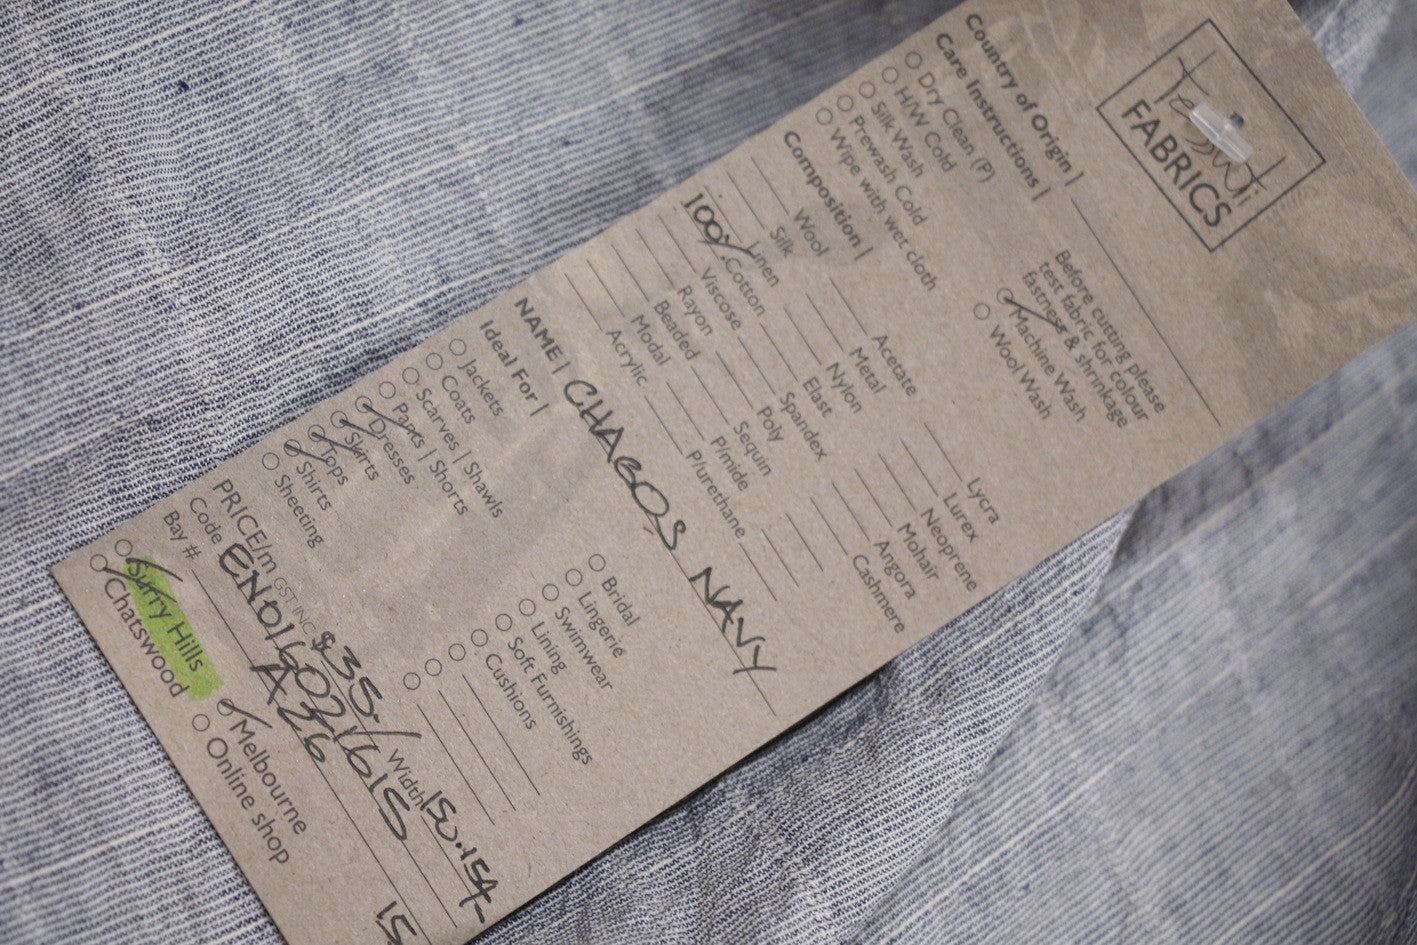 Tessuti
FABRICS
Country of Origin |
Care Instructions |
Dry Clean (P)
H/W Cold
Silk Wash
Prewash Cold
Wipe with wet cloth
Before cutting please
test fabric for colour
fastness & shrinkage
Machine Wash
Wool Wash
Composition |
Wool
Silk
Linen
100% Cotton
Viscose
Rayon
Beaded
Modal
Acrylic
Acetate
Metal
Nylon
Elast
Spandex
Poly
Sequin
P/mide
P/urethane
Lycra
Lurex
Neoprene
Mohair
Angora
Cashmere
NAME | CHABOS NAVY
Ideal For |
Jackets
Coats
Scarves | Shawls
Pants | Shorts
Dresses
Skirts
Tops
Shirts
Sheeting
Bridal
Lingerie
Swimwear
Lining
Soft Furnishings
Cushions
PRICE/m GST INC $35./ Width 150.154
Code
Bay # A26
Surry Hills
Chatswood
Melbourne
Online shop